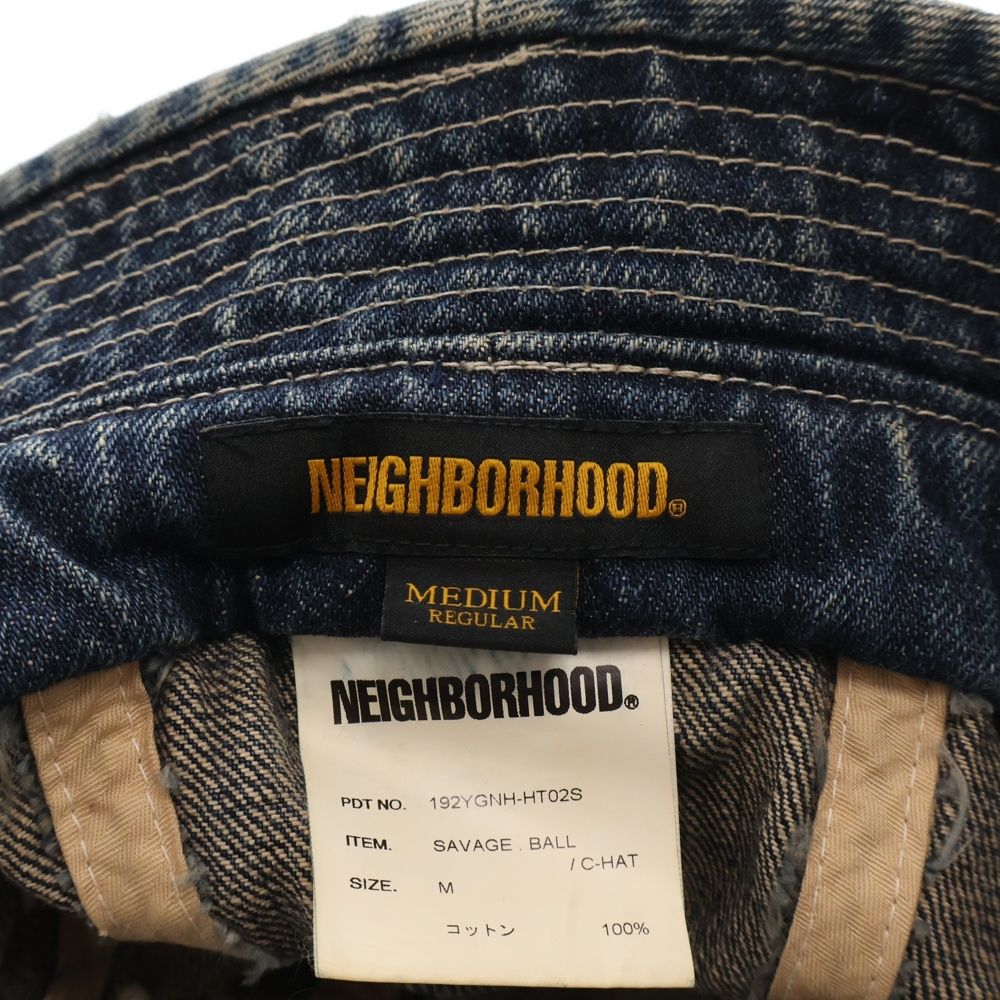 NEIGHBORHOOD®
MEDIUM
REGULAR
NEIGHBORHOOD®
PDT NO. 192YGNH-HT02S
ITEM. SAVAGE . BALL
/ C-HAT
SIZE. M
コットン 100%